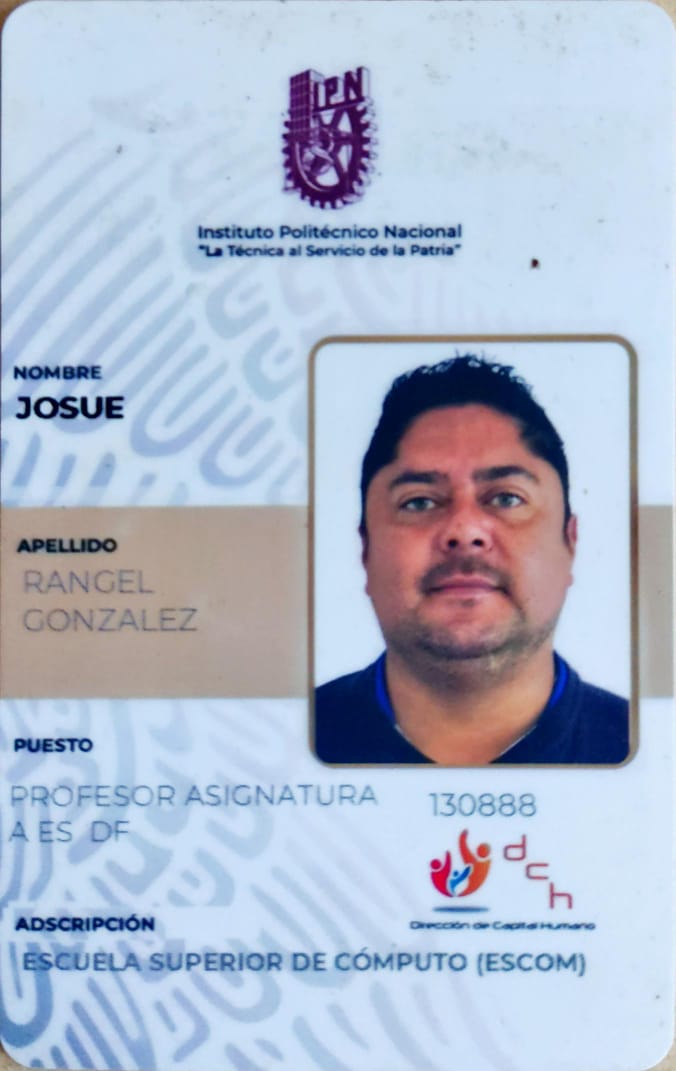 IPN
Instituto Politécnico Nacional
"La Técnica al Servicio de la Patria"
NOMBRE
JOSUE
APELLIDO
RANGEL
GONZALEZ
PUESTO
PROFESOR ASIGNATURA
A ES DF
130888
dch
Dirección de Capital Humano
ADSCRIPCIÓN
ESCUELA SUPERIOR DE CÓMPUTO (ESCOM)